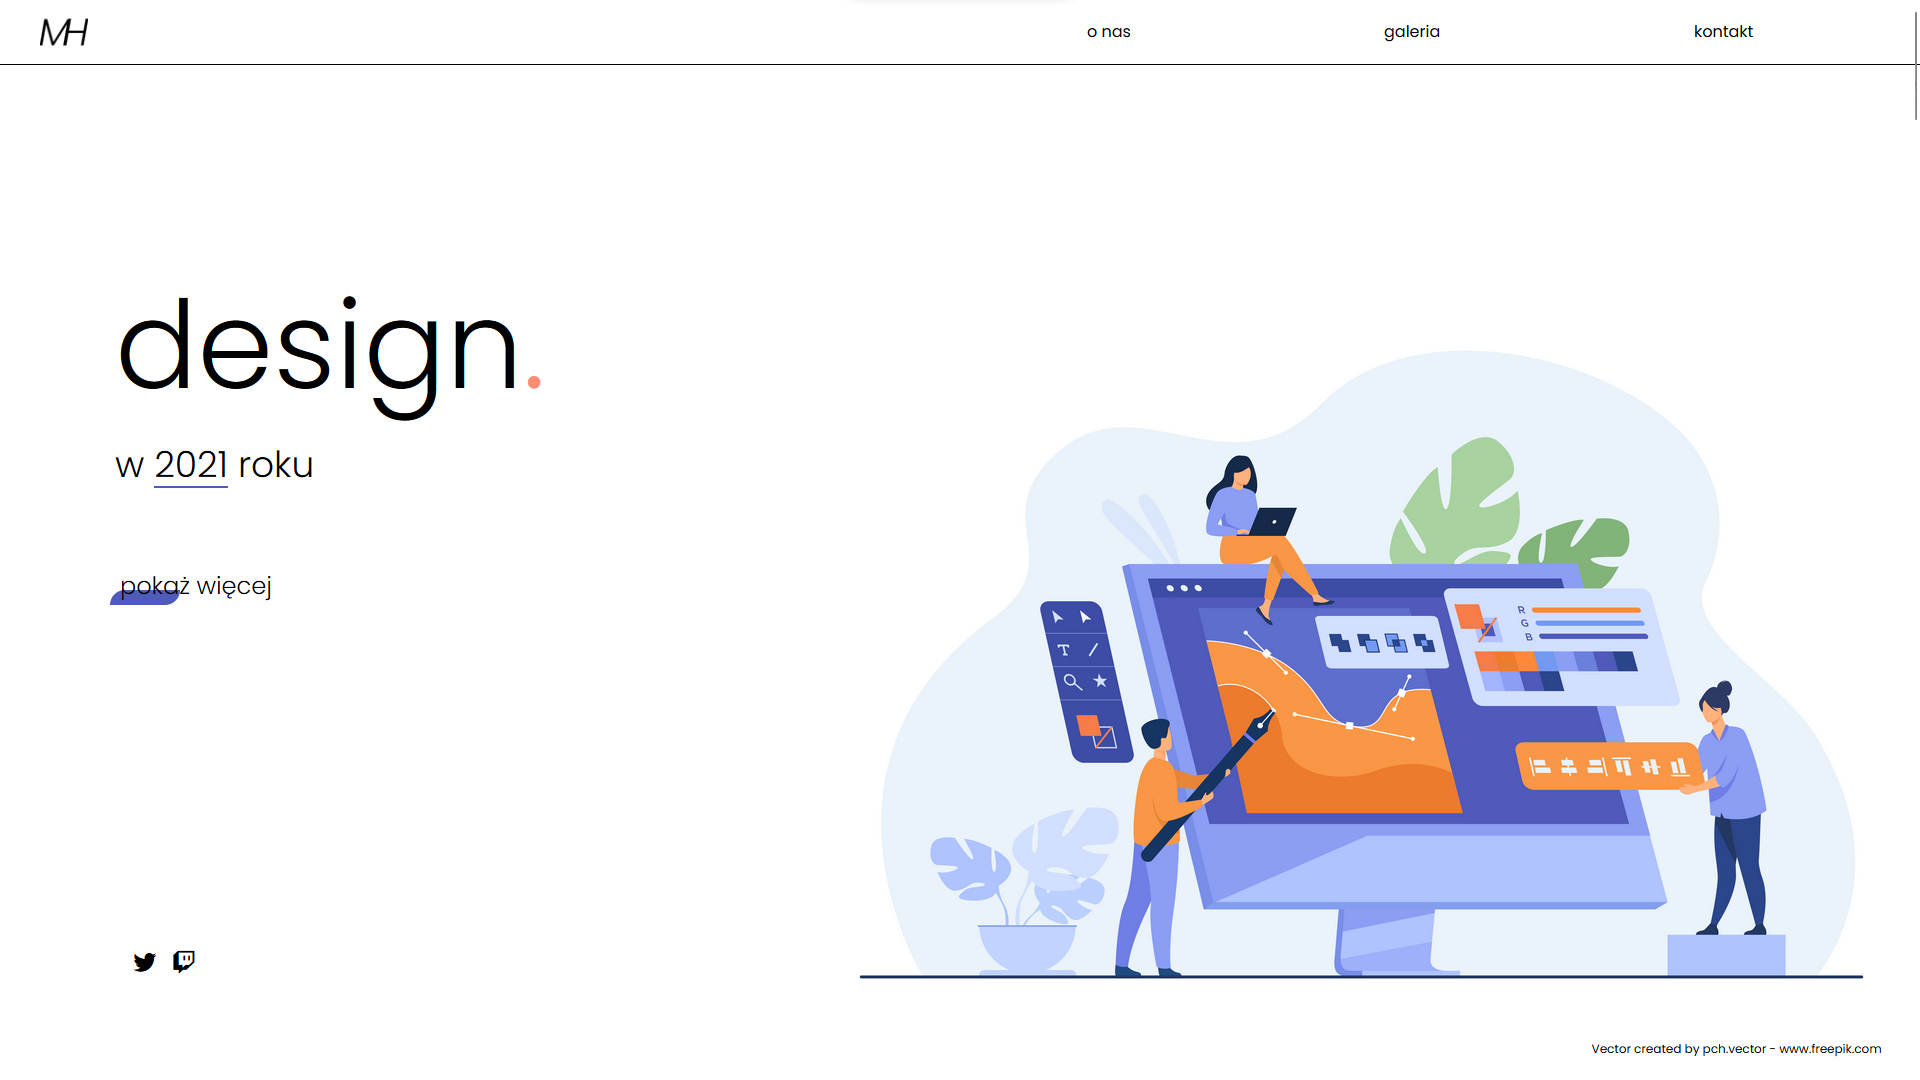 MH
o nas
galeria
kontakt
design.
w 2021 roku
pokaż więcej
R
G
B
T
Vector created by pch.vector - www.freepik.com